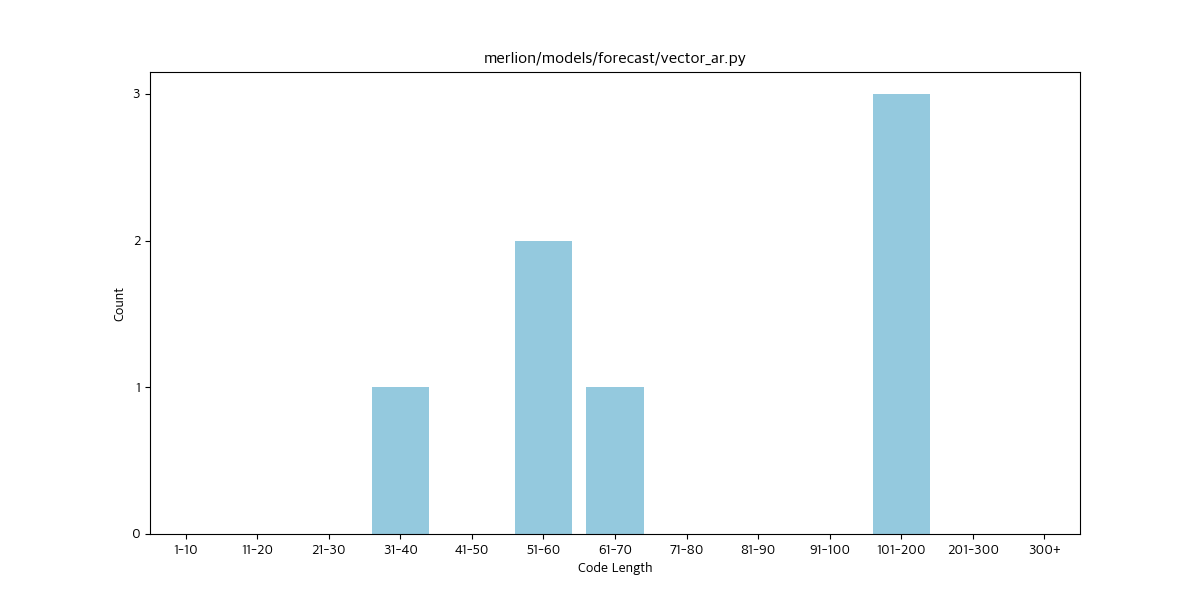 merlion/models/forecast/vector_ar.py
3
2
1
0
Count
1-10 11-20 21-30 31-40 41-50 51-60 61-70 71-80 81-90 91-100 101-200 201-300 300+
Code Length